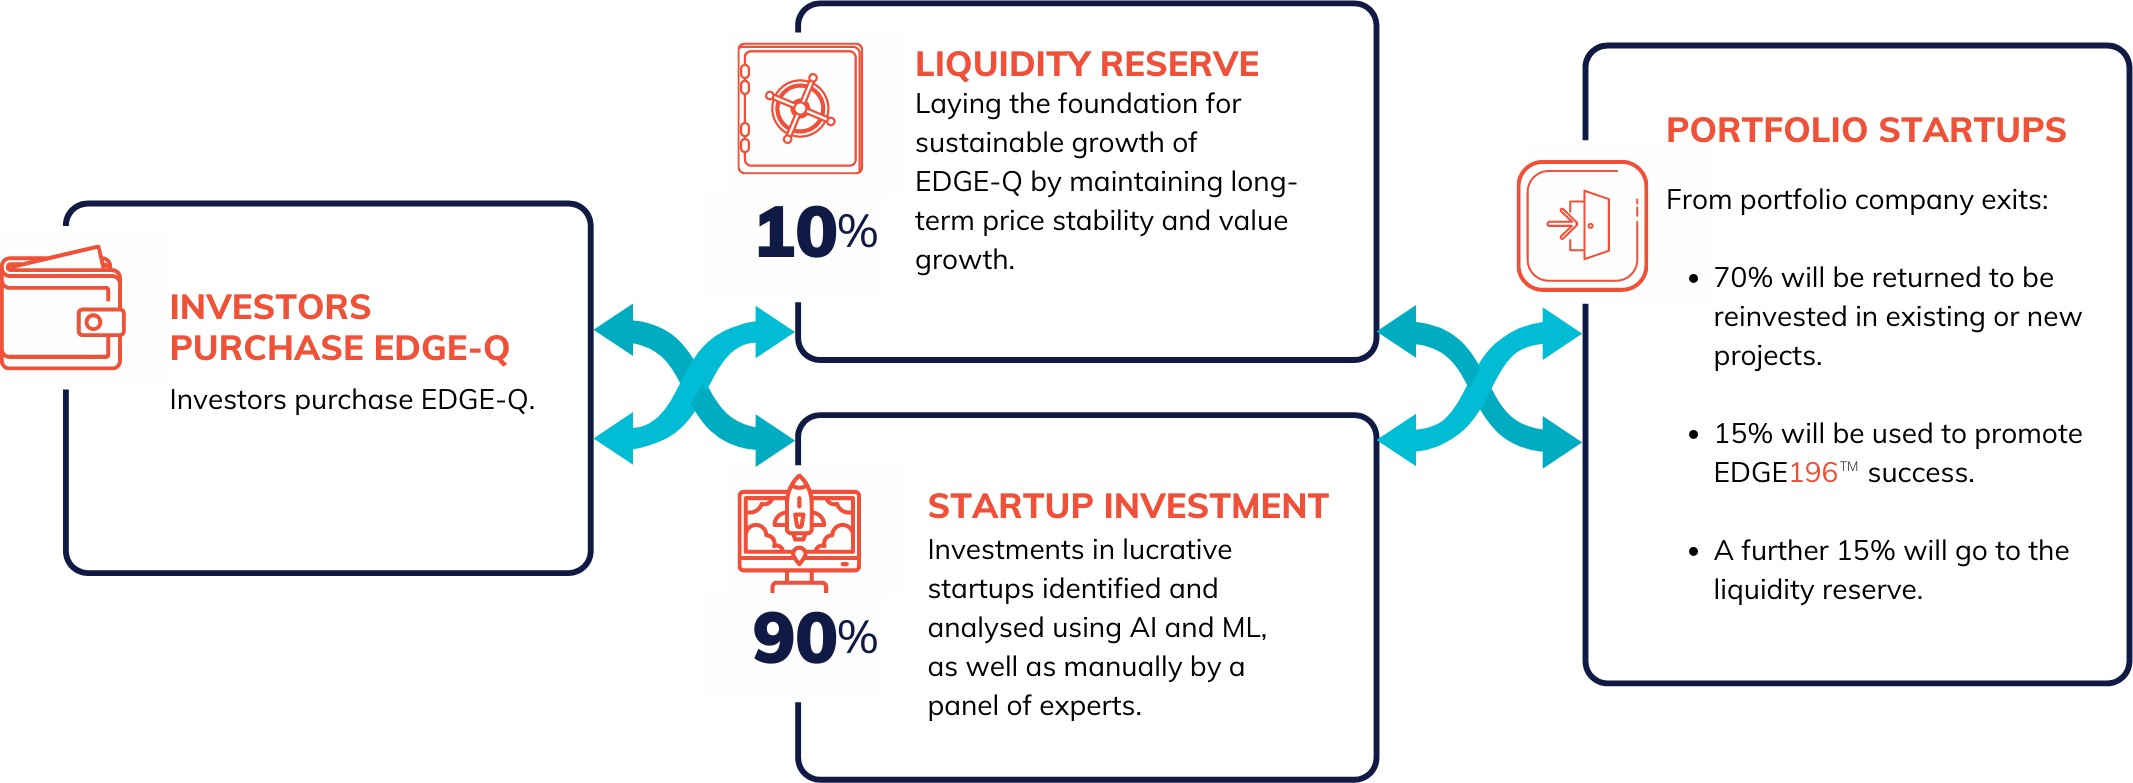 INVESTORS
PURCHASE EDGE-Q
Investors purchase EDGE-Q.
10%
LIQUIDITY RESERVE
Laying the foundation for
sustainable growth of
EDGE-Q by maintaining long-
term price stability and value
growth.
90%
STARTUP INVESTMENT
Investments in lucrative
startups identified and
analysed using AI and ML,
as well as manually by a
panel of experts.
PORTFOLIO STARTUPS
From portfolio company exits:
• 70% will be returned to be
reinvested in existing or new
projects.
• 15% will be used to promote
EDGE196™ success.
• A further 15% will go to the
liquidity reserve.